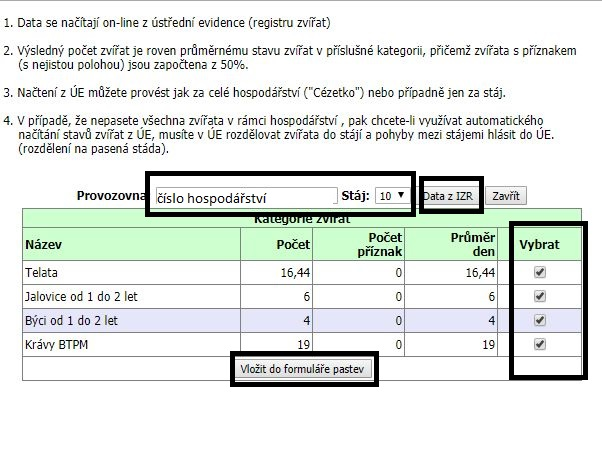 1. Data se načítají on-line z ústřední evidence (registru zvířat)
2. Výsledný počet zvířat je roven průměrnému stavu zvířat v příslušné kategorii, přičemž zvířata s příznakem
(s nejistou polohou) jsou započtena z 50%.
3. Načtení z ÚE můžete provést jak za celé hospodářství ("Cézetko") nebo případně jen za stáj.
4. V případě, že nepasete všechna zvířata v rámci hospodářství , pak chcete-li využívat automatického
načítání stavů zvířat z ÚE, musíte v ÚE rozdělovat zvířata do stájí a pohyby mezi stájemi hlásit do ÚE.
(rozdělení na pasená stáda).
Provozovna číslo hospodářství Stáj: 10 Data z IZR Zavřít
Kategorie zvířat
Název Počet Počet příznak Průměr den Vybrat
Telata 16,44 0 16,44
Jalovice od 1 do 2 let 6 0 6
Býci od 1 do 2 let 4 0 4
Krávy BTPM 19 0 19
Vložit do formuláře pastev